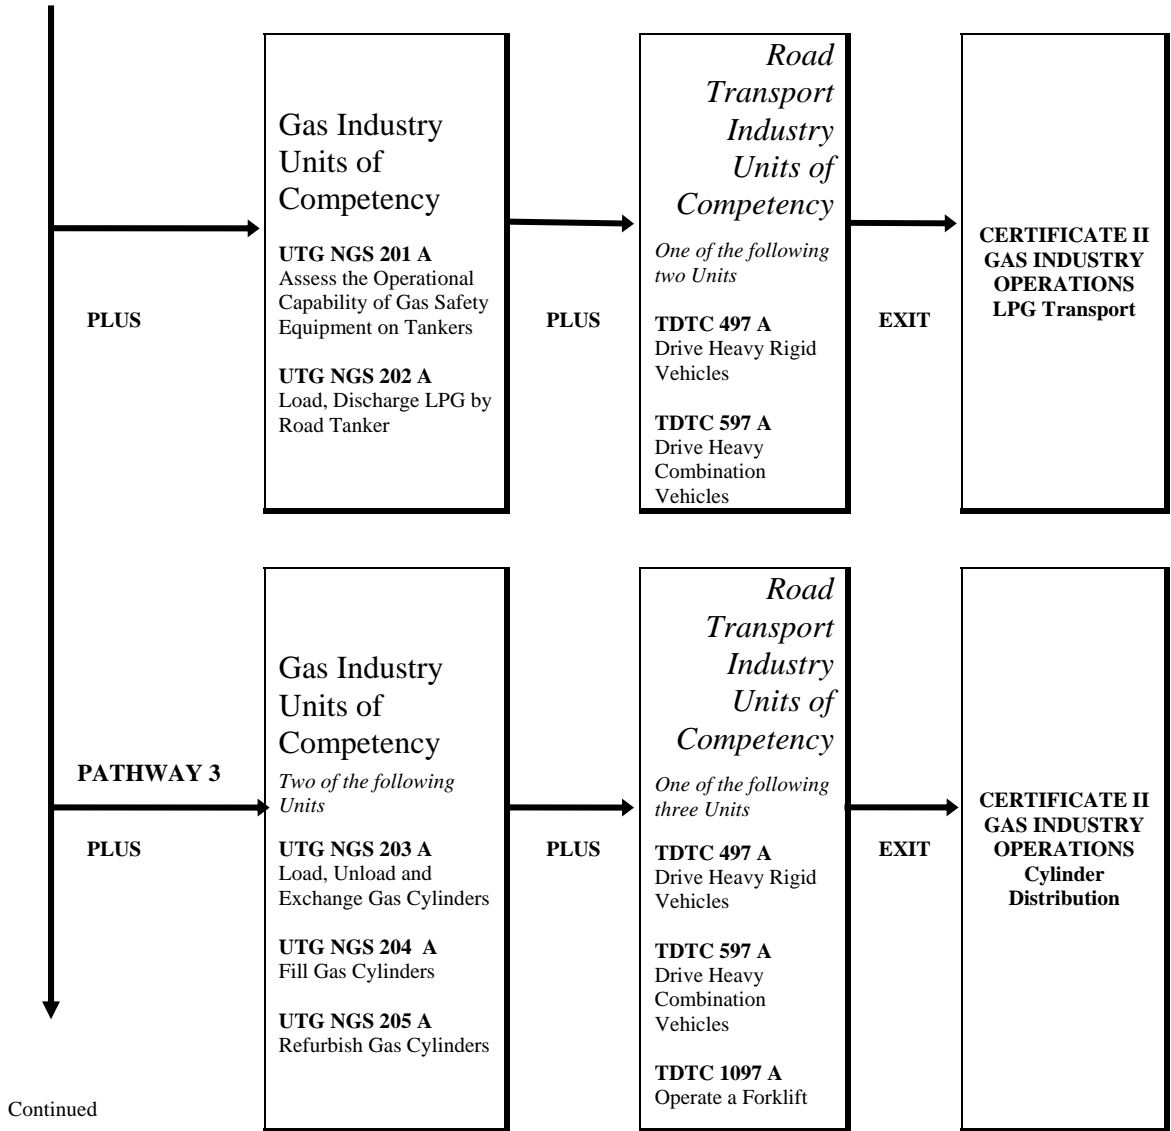 PLUS
Gas Industry
Units of
Competency
UTG NGS 201 A
Assess the Operational
Capability of Gas Safety
Equipment on Tankers
UTG NGS 202 A
Load, Discharge LPG by
Road Tanker
PLUS
Road
Transport
Industry
Units of
Competency
One of the following
two Units
TDTC 497 A
Drive Heavy Rigid
Vehicles
TDTC 597 A
Drive Heavy
Combination
Vehicles
EXIT
CERTIFICATE II
GAS INDUSTRY
OPERATIONS
LPG Transport
PATHWAY 3
PLUS
Gas Industry
Units of
Competency
Two of the following
Units
UTG NGS 203 A
Load, Unload and
Exchange Gas Cylinders
UTG NGS 204  A
Fill Gas Cylinders
UTG NGS 205 A
Refurbish Gas Cylinders
PLUS
Road
Transport
Industry
Units of
Competency
One of the following
three Units
TDTC 497 A
Drive Heavy Rigid
Vehicles
TDTC 597 A
Drive Heavy
Combination
Vehicles
TDTC 1097 A
Operate a Forklift
EXIT
CERTIFICATE II
GAS INDUSTRY
OPERATIONS
Cylinder
Distribution
Continued